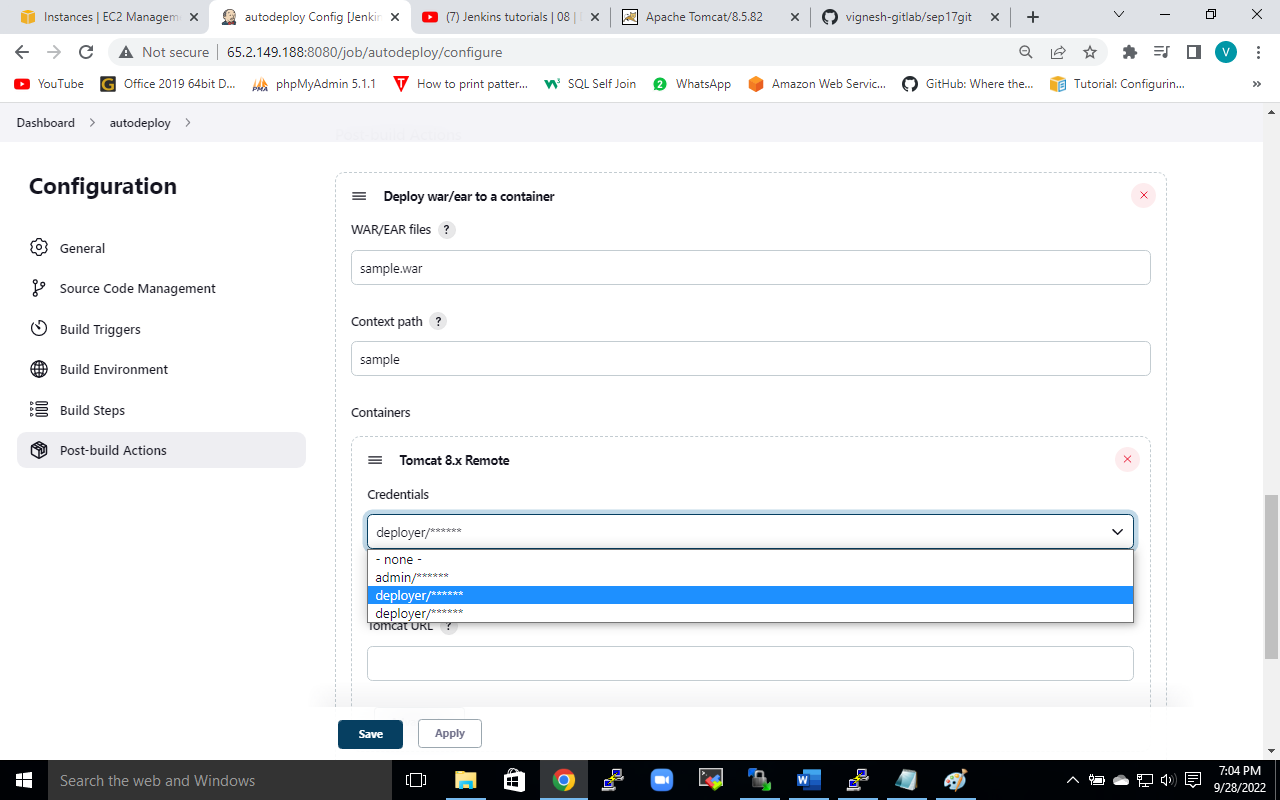 Instances | EC2 Managem
autodeploy Config [Jenkin
(7) Jenkins tutorials | 08 |
Apache Tomcat/8.5.82
vignesh-gitlab/sep17git
Not secure
65.2.149.188:8080/job/autodeploy/configure
V
YouTube
Office 2019 64bit D...
phpMyAdmin 5.1.1
How to print patter...
SQL Self Join
2
WhatsApp
Amazon Web Servic...
GitHub: Where the...
Tutorial: Configurin...
»
Dashboard
autodeploy
Post-build Actions
Configuration
General
Source Code Management
Build Triggers
Build Environment
Build Steps
Post-build Actions
Deploy war/ear to a container
WAR/EAR files ?
sample.war
Context path ?
sample
Containers
Tomcat 8.x Remote
Credentials
deployer/******
- none -
admin/******
deployer/******
deployer/******
Tomcat URL ?
Save
Apply
Search the web and Windows
7:04 PM
9/28/2022